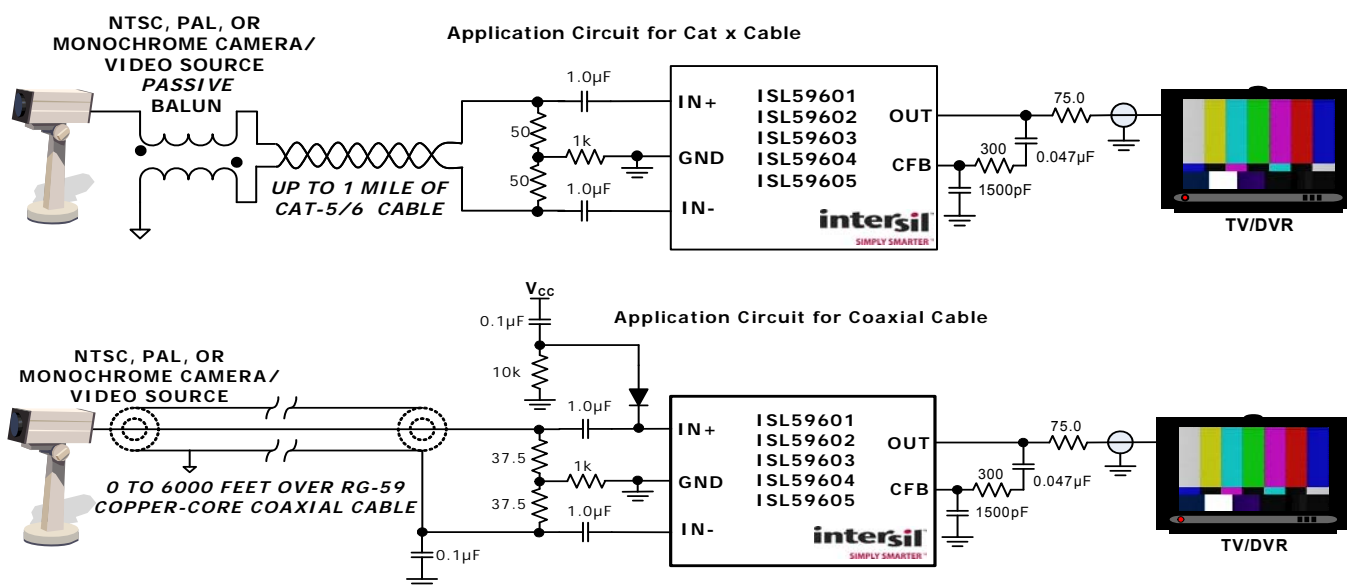 NTSC, PAL, OR
MONOCHROME CAMERA/
VIDEO SOURCE
PASSIVE
BALUN
Application Circuit for Cat x Cable
UP TO 1 MILE OF
CAT-5/6 CABLE
1.0µF
50
1k
50
1.0µF
IN+
GND
IN-
ISL59601
ISL59602
ISL59603
ISL59604
ISL59605
OUT
CFB
intersil
SIMPLY SMARTER™
75.0
300
0.047µF
1500pF
TV/DVR
VCC
0.1µF
Application Circuit for Coaxial Cable
10k
NTSC, PAL, OR
MONOCHROME CAMERA/
VIDEO SOURCE
0 TO 6000 FEET OVER RG-59
COPPER-CORE COAXIAL CABLE
1.0µF
37.5
1k
37.5
1.0µF
0.1µF
IN+
GND
IN-
ISL59601
ISL59602
ISL59603
ISL59604
ISL59605
OUT
CFB
intersil
SIMPLY SMARTER™
75.0
300
0.047µF
1500pF
TV/DVR